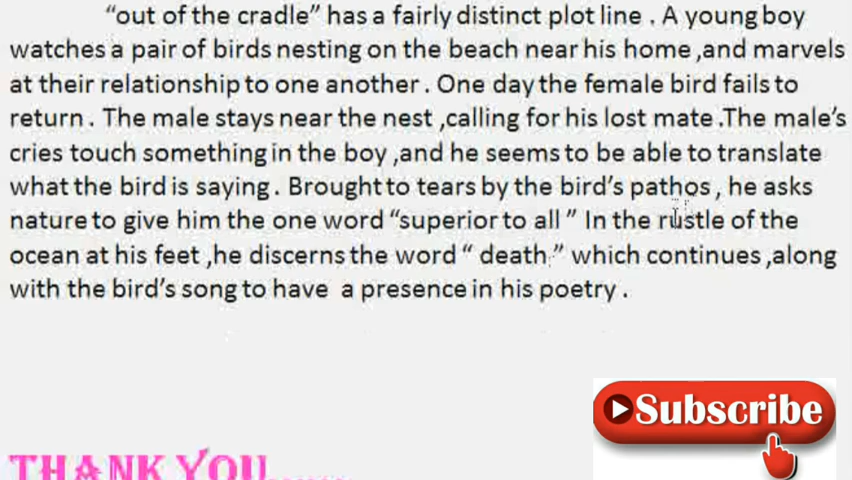 “out of the cradle” has a fairly distinct plot line . A young boy
watches a pair of birds nesting on the beach near his home ,and marvels
at their relationship to one another . One day the female bird fails to
return . The male stays near the nest ,calling for his lost mate .The male’s
cries touch something in the boy ,and he seems to be able to translate
what the bird is saying . Brought to tears by the bird’s pathos , he asks
nature to give him the one word “superior to all ” In the rustle of the
ocean at his feet ,he discerns the word “ death ” which continues ,along
with the bird’s song to have a presence in his poetry .
Subscribe
THANK YOU......